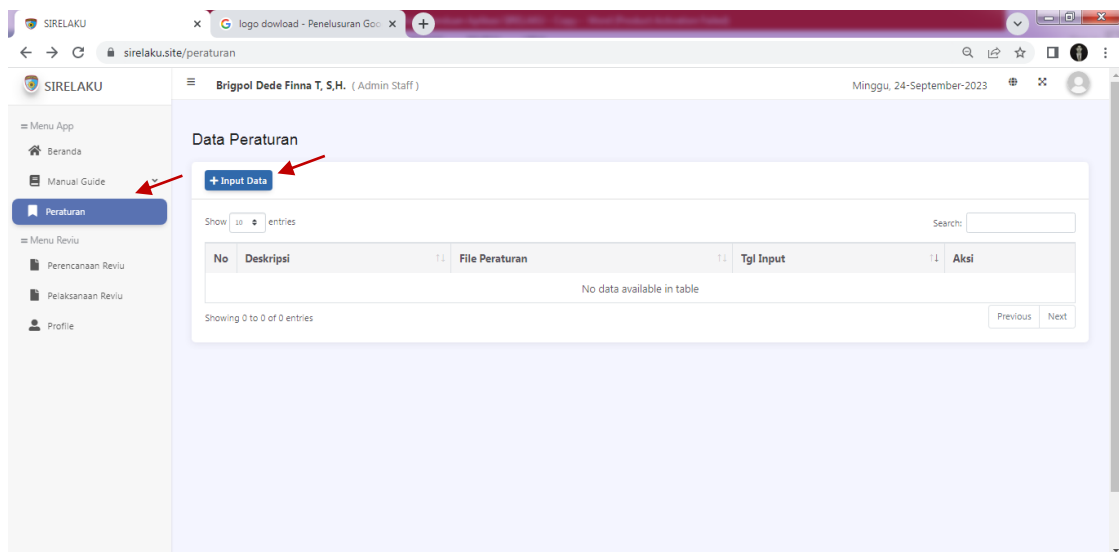 SIRELAKU
logo dowload - Penelusuran Goo
sirelaku.site/peraturan
SIRELAKU
Brigpol Dede Finna T, S,H. ( Admin Staff )
Minggu, 24-September-2023
Menu App
Beranda
Manual Guide
Peraturan
Menu Reviu
Perencanaan Reviu
Pelaksanaan Reviu
Profile
Data Peraturan
+ Input Data
Show 10 entries
Search:
No Deskripsi File Peraturan Tgl Input Aksi
No data available in table
Showing 0 to 0 of 0 entries
Previous Next